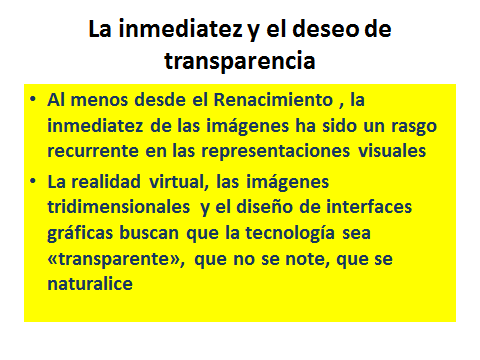 La inmediatez y el deseo de
transparencia
• Al menos desde el Renacimiento , la
inmediatez de las imágenes ha sido un rasgo
recurrente en las representaciones visuales
• La realidad virtual, las imágenes
tridimensionales y el diseño de interfaces
gráficas buscan que la tecnología sea
«transparente», que no se note, que se
naturalice